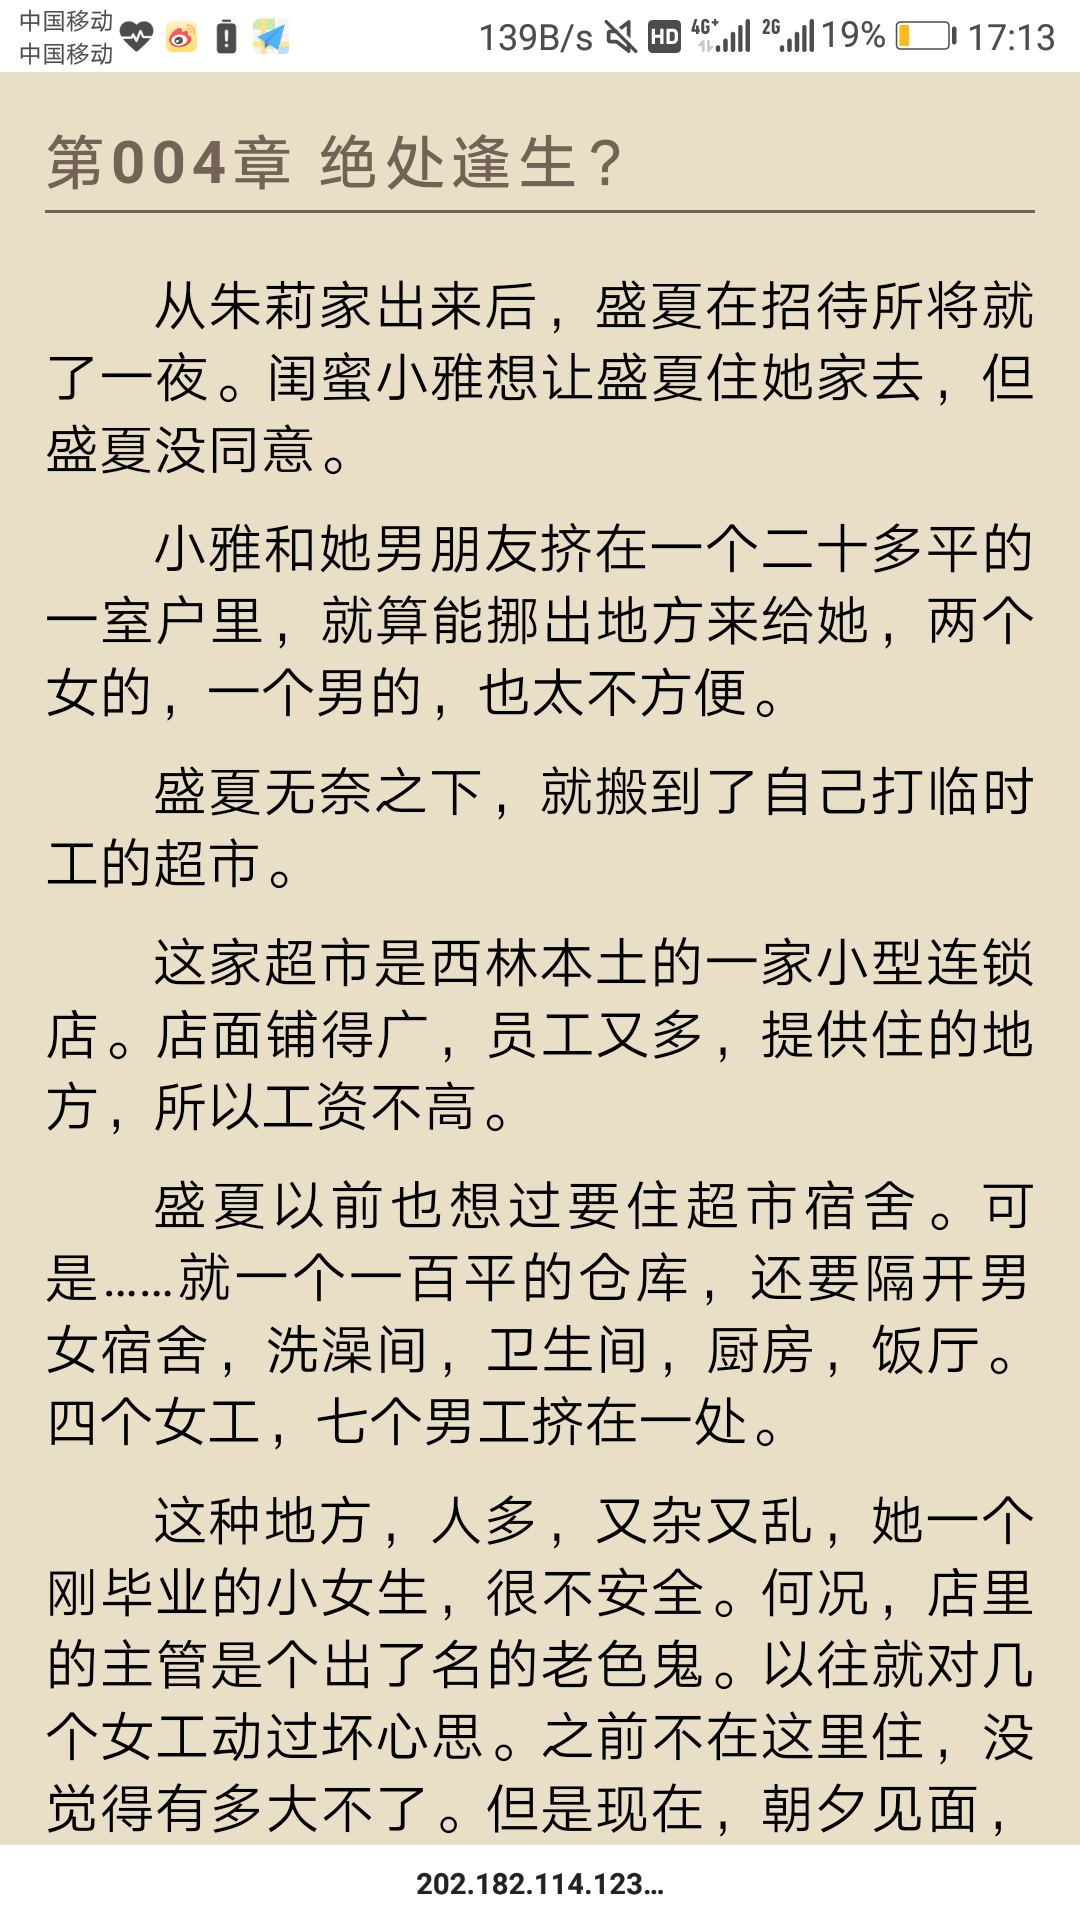 中国移动
中国移动
139B/s HD 4G+ 2G 19% 17:13
第004章 绝处逢生?
从朱莉家出来后，盛夏在招待所将就
了一夜。闺蜜小雅想让盛夏住她家去，但
盛夏没同意。
小雅和她男朋友挤在一个二十多平的
一室户里，就算能挪出地方来给她，两个
女的，一个男的，也太不方便。
盛夏无奈之下，就搬到了自己打临时
工的超市。
这家超市是西林本土的一家小型连锁
店。店面铺得广，员工又多，提供住的地
方，所以工资不高。
盛夏以前也想过要住超市宿舍。可
是……就一个一百平的仓库，还要隔开男
女宿舍，洗澡间，卫生间，厨房，饭厅。
四个女工，七个男工挤在一处。
这种地方，人多，又杂又乱，她一个
刚毕业的小女生，很不安全。何况，店里
的主管是个出了名的老色鬼。以往就对几
个女工动过坏心思。之前不在这里住，没
觉得有多大不了。但是现在，朝夕见面，
202.182.114.123...